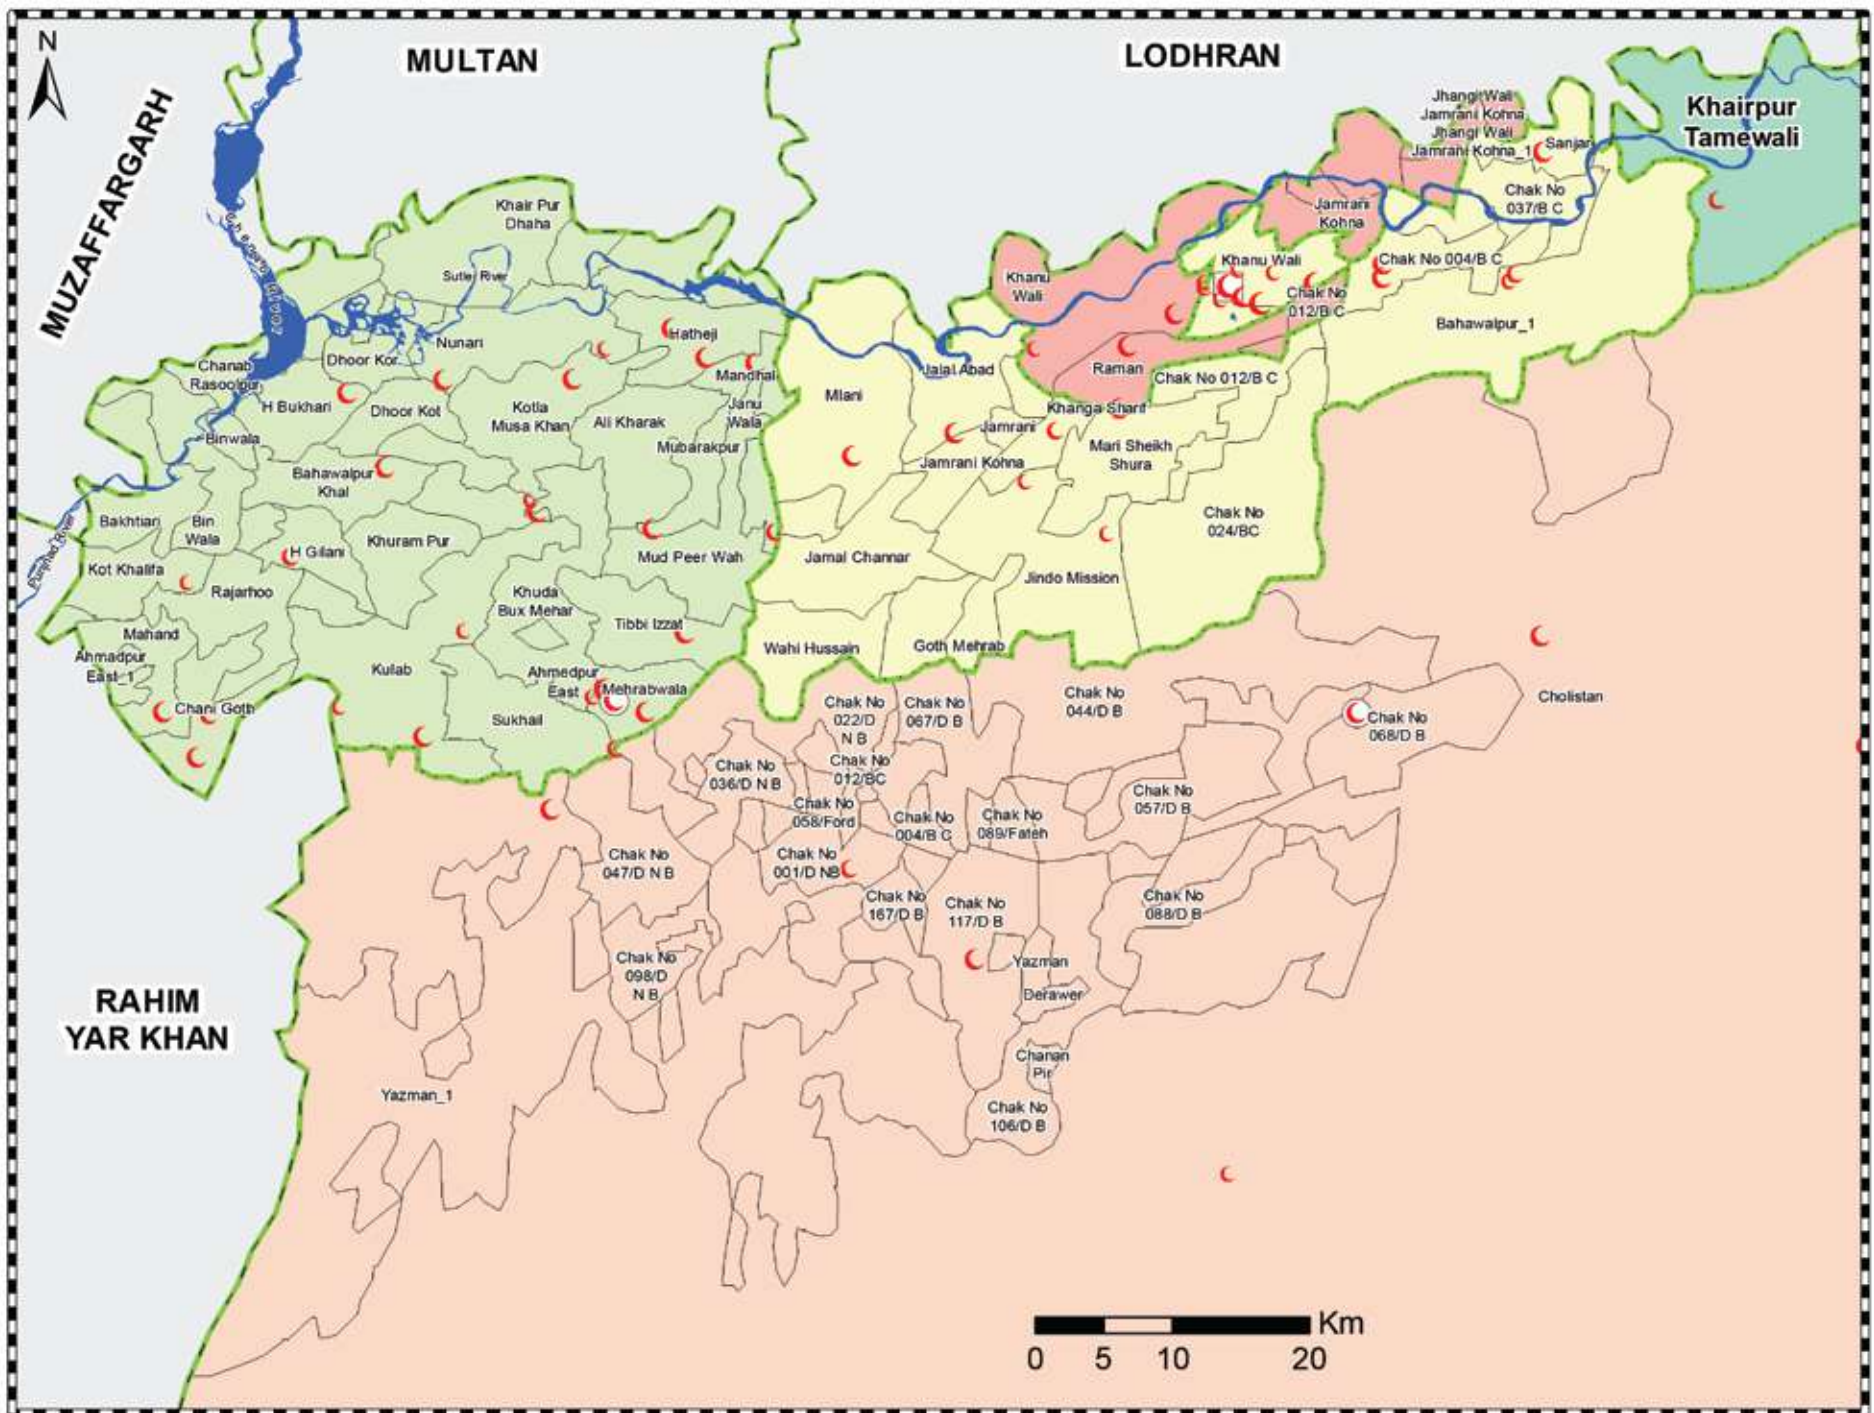 N
MULTAN
LODHRAN
MUZAFFARGARH
Khairpur
Tamewali
Jhangi Wali
Jamrani Kohna
Jhangi Wali
Jamrani Kohna_1
Sanjar
Chak No
037/B C
Khair Pur
Dhaha
Jamrani
Kohna
Sutlej River
Chenab River
Khanu
Wali
Khanu Wali
Chak No 004/B C
Chak No
012/B C
Bahawalpur_1
Hatheji
Nunari
Dhoor Kor
Chanab
Rasoolpur
Mandhal
Jalal Abad
Raman
Chak No 012/B C
H Bukhari
Dhoor Kot
Kotla
Musa Khan
Ali Kharak
Janu
Wala
Mlani
Khanga Sharif
Jamrani
Binwala
Mubarakpur
Mari Sheikh
Shura
Jamrani Kohna
Bahawalpur
Khal
Bakhtiari
Bin
Wala
Punjnad River
Khuram Pur
H Gilani
Mud Peer Wah
Jamal Channar
Chak No
024/BC
Kot Khalifa
Rajarhoo
Khuda
Bux Mehar
Jindo Mission
Tibbi Izzat
Mahand
Ahmadpur
East_1
Wahi Hussain
Goth Mehrab
Kulab
Ahmedpur
East
Mehrabwala
Chani Goth
Sukhail
Chak No
022/D
N B
Chak No
067/D B
Chak No
044/D B
Cholistan
Chak No
068/D B
Chak No
036/D N B
Chak No
012/BC
Chak No
058/Ford
Chak No
004/B C
Chak No
089/Fateh
Chak No
057/D B
Chak No
047/D N B
Chak No
001/D NB
Chak No
167/D B
Chak No
117/D B
Chak No
088/D B
Chak No
098/D
N B
Yazman
Derawer
RAHIM
YAR KHAN
Chanan
Pir
Yazman_1
Chak No
106/D B
Km
0 5 10 20